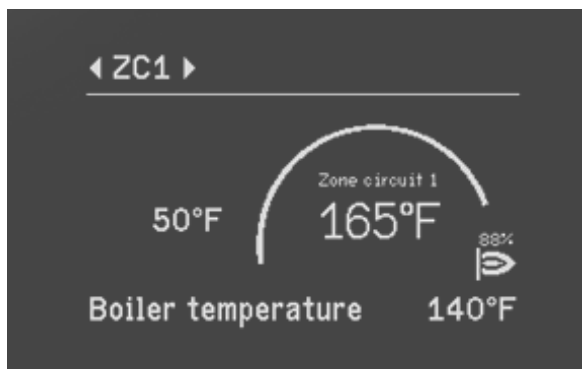 ZC1
Zone circuit 1
50°F
165°F
88%
Boiler temperature 140°F